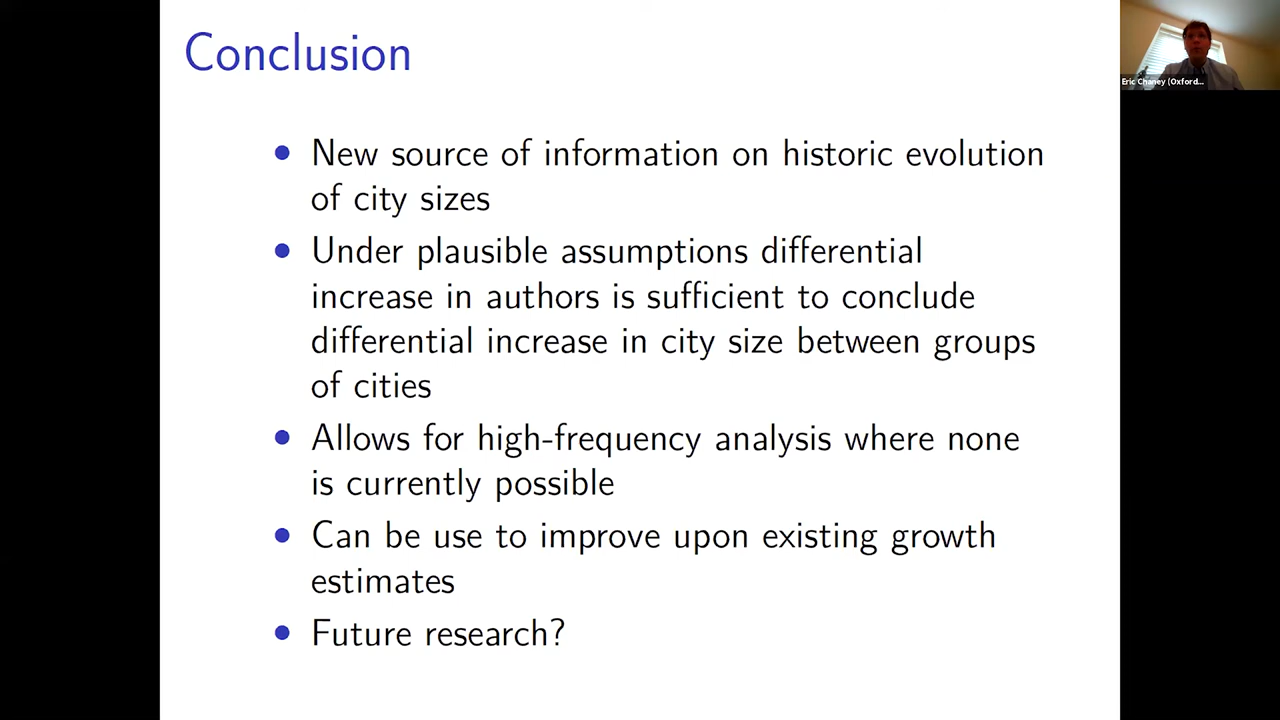 Conclusion
Eric Chaney (Oxford...
• New source of information on historic evolution
of city sizes
• Under plausible assumptions differential
increase in authors is sufficient to conclude
differential increase in city size between groups
of cities
• Allows for high-frequency analysis where none
is currently possible
• Can be use to improve upon existing growth
estimates
• Future research?